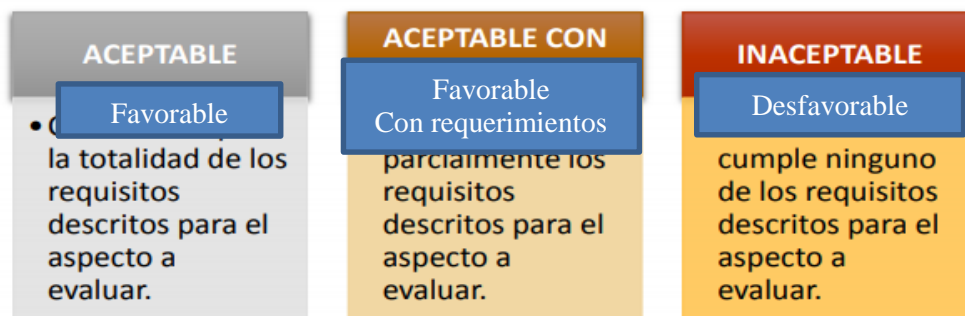 ACEPTABLE
Favorable
la totalidad de los
requisitos
descritos para el
aspecto a
evaluar.
ACEPTABLE CON
Favorable
Con requerimientos
parcialmente los
requisitos
descritos para el
aspecto a
evaluar.
INACEPTABLE
Desfavorable
cumple ninguno
de los requisitos
descritos para el
aspecto a
evaluar.